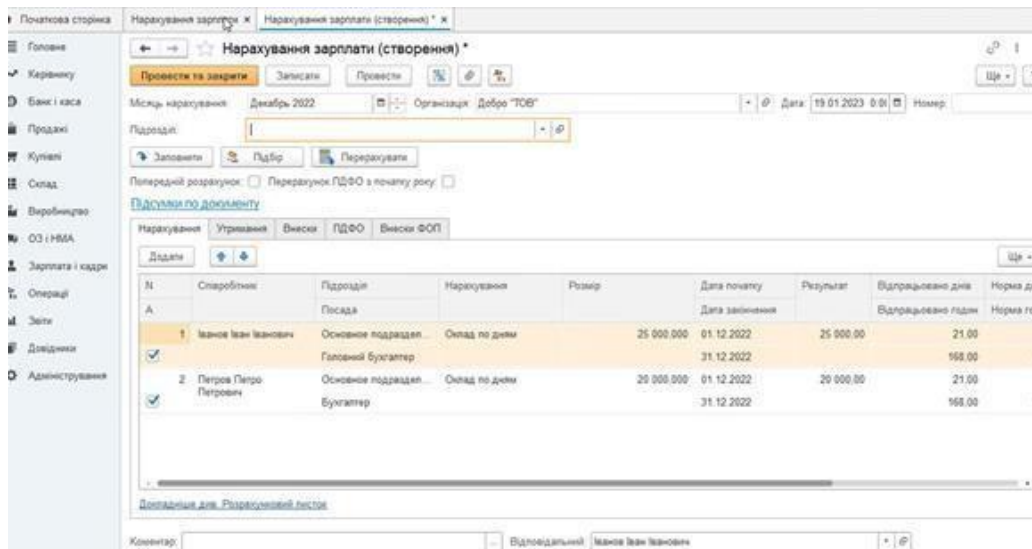 Початкова сторінка
Нарахування зарплати ×
Нарахування зарплати (створення) * ×
Головне
Керівнику
Банк і каса
Продажі
Купівлі
Склад
Виробництво
ОЗ і НМА
Зарплата і кадри
Операції
Звіти
Довідники
Адміністрування
Нарахування зарплати (створення) *
Провести та закрити Записати Провести Ще
Місяць нарахування: Декабрь 2022 Організація: Добро "ТОВ" Дата: 19.01.2023 Номер:
Підрозділ:
Заповнити Підбір Перерахувати
Попередній розрахунок: Перерахунок ПДФО з початку року:
Підсумки по документу
Нарахування Утримання Внески ПДФО Внески ФОП
Додати Ще
N Співробітник Підрозділ Нарахування Розмір Дата початку Результат Відпрацьовано днів Норма
А Посада Дата закінчення Відпрацьовано годин Норма
1 Іванов Іван Іванович Основное подраздел... Оклад по дням 25 000.000 01.12.2022 25 000.00 21.00
Головний бухгалтер 31.12.2022 168.00
2 Петров Петро Петрович Основное подраздел... Оклад по дням 20 000.000 01.12.2022 20 000.00 21.00
Бухгалтер 31.12.2022 168.00
Докладніше див. Розрахунковий листок
Коментар: Відповідальний: Іванов Іван Іванович